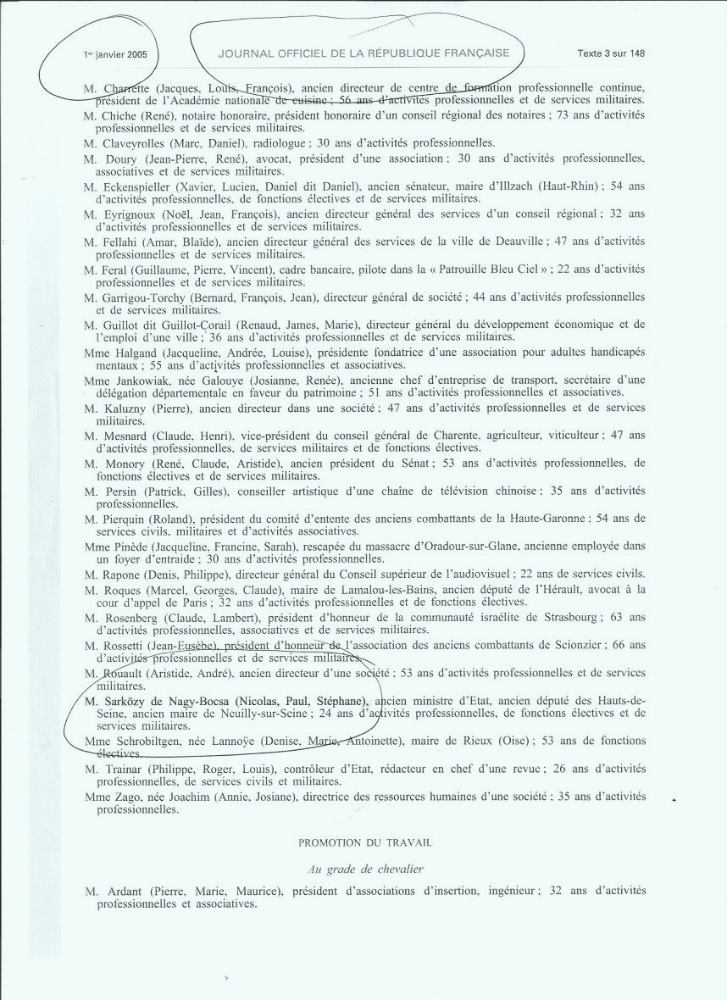 1er janvier 2005
JOURNAL OFFICIEL DE LA RÉPUBLIQUE FRANÇAISE
Texte 3 sur 148
M. Charrette (Jacques, Louis, François), ancien directeur de centre de formation professionnelle continue,
président de l'Académie nationale de cuisine ; 56 ans d'activités professionnelles et de services militaires.
M. Chiche (René), notaire honoraire, président honoraire d'un conseil régional des notaires ; 73 ans d'activités
professionnelles et de services militaires.
M. Claveyrolles (Marc, Daniel), radiologue ; 30 ans d'activités professionnelles.
M. Doury (Jean-Pierre, René), avocat, président d'une association ; 30 ans d'activités professionnelles,
associatives et de services militaires.
M. Eckenspieller (Xavier, Lucien, Daniel dit Daniel), ancien sénateur, maire d'Illzach (Haut-Rhin) ; 54 ans
d'activités professionnelles, de fonctions électives et de services militaires.
M. Eyrignoux (Noël, Jean, François), ancien directeur général des services d'un conseil régional ; 32 ans
d'activités professionnelles et de services militaires.
M. Fellahi (Amar, Blaïde), ancien directeur général des services de la ville de Deauville ; 47 ans d'activités
professionnelles et de services militaires.
M. Feral (Guillaume, Pierre, Vincent), cadre bancaire, pilote dans la « Patrouille Bleu Ciel » ; 22 ans d'activités
professionnelles et de services militaires.
M. Garrigou-Torchy (Bernard, François, Jean), directeur général de société ; 44 ans d'activités professionnelles
et de services militaires.
M. Guillot dit Guillot-Corail (Renaud, James, Marie), directeur général du développement économique et de
l'emploi d'une ville ; 36 ans d'activités professionnelles et de services militaires.
Mme Halgand (Jacqueline, Andrée, Louise), présidente fondatrice d'une association pour adultes handicapés
mentaux ; 55 ans d'activités professionnelles et associatives.
Mme Jankowiak, née Galouye (Josianne, Renée), ancienne chef d'entreprise de transport, secrétaire d'une
délégation départementale en faveur du patrimoine ; 51 ans d'activités professionnelles et associatives.
M. Kaluzny (Pierre), ancien directeur dans une société ; 47 ans d'activités professionnelles et de services
militaires.
M. Mesnard (Claude, Henri), vice-président du conseil général de Charente, agriculteur, viticulteur ; 47 ans
d'activités professionnelles, de services militaires et de fonctions électives.
M. Monory (René, Claude, Aristide), ancien président du Sénat ; 53 ans d'activités professionnelles, de
fonctions électives et de services militaires.
M. Persin (Patrick, Gilles), conseiller artistique d'une chaîne de télévision chinoise ; 35 ans d'activités
professionnelles.
M. Pierquin (Roland), président du comité d'entente des anciens combattants de la Haute-Garonne ; 54 ans de
services civils, militaires et d'activités associatives.
Mme Pinède (Jacqueline, Francine, Sarah), rescapée du massacre d'Oradour-sur-Glane, ancienne employée dans
un foyer d'entraide ; 30 ans d'activités professionnelles.
M. Rapone (Denis, Philippe), directeur général du Conseil supérieur de l'audiovisuel ; 22 ans de services civils.
M. Roques (Marcel, Georges, Claude), maire de Lamalou-les-Bains, ancien député de l'Hérault, avocat à la
cour d'appel de Paris ; 32 ans d'activités professionnelles et de fonctions électives.
M. Rosenberg (Claude, Lambert), président d'honneur de la communauté israélite de Strasbourg ; 63 ans
d'activités professionnelles, associatives et de services militaires.
M. Rossetti (Jean-Eusèbe), président d'honneur de l'association des anciens combattants de Scionzier ; 66 ans
d'activités professionnelles et de services militaires.
M. Rouault (Aristide, André), ancien directeur d'une société ; 53 ans d'activités professionnelles et de services
militaires.
M. Sarközy de Nagy-Bocsa (Nicolas, Paul, Stéphane), ancien ministre d'Etat, ancien député des Hauts-de-
Seine, ancien maire de Neuilly-sur-Seine ; 24 ans d'activités professionnelles, de fonctions électives et de
services militaires.
Mme Schrobiltgen, née Lannoÿe (Denise, Marie, Antoinette), maire de Rieux (Oise) ; 53 ans de fonctions
électives.
M. Trainar (Philippe, Roger, Louis), contrôleur d'Etat, rédacteur en chef d'une revue ; 26 ans d'activités
professionnelles, de services civils et militaires.
Mme Zago, née Joachim (Annie, Josiane), directrice des ressources humaines d'une société ; 35 ans d'activités
professionnelles.
PROMOTION DU TRAVAIL
Au grade de chevalier
M. Ardant (Pierre, Marie, Maurice), président d'associations d'insertion, ingénieur ; 32 ans d'activités
professionnelles et associatives.